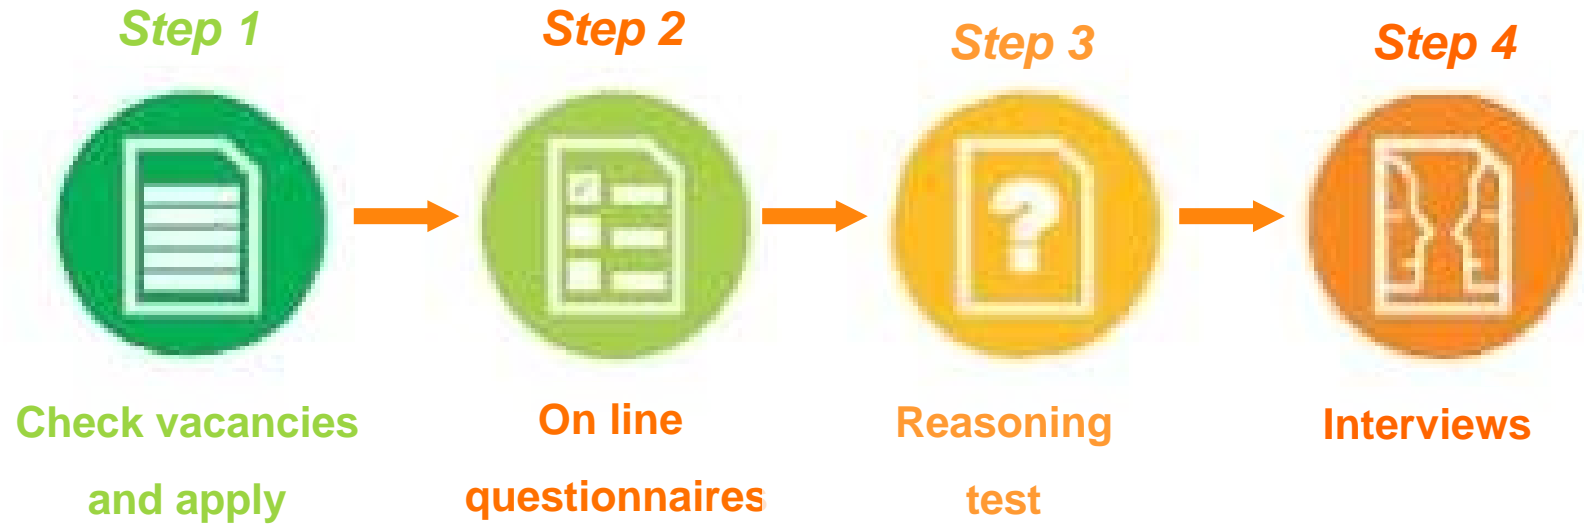 Step 1
Step 2
Step 3
Step 4
Check vacancies
and apply
On line
questionnaires
Reasoning
test
Interviews